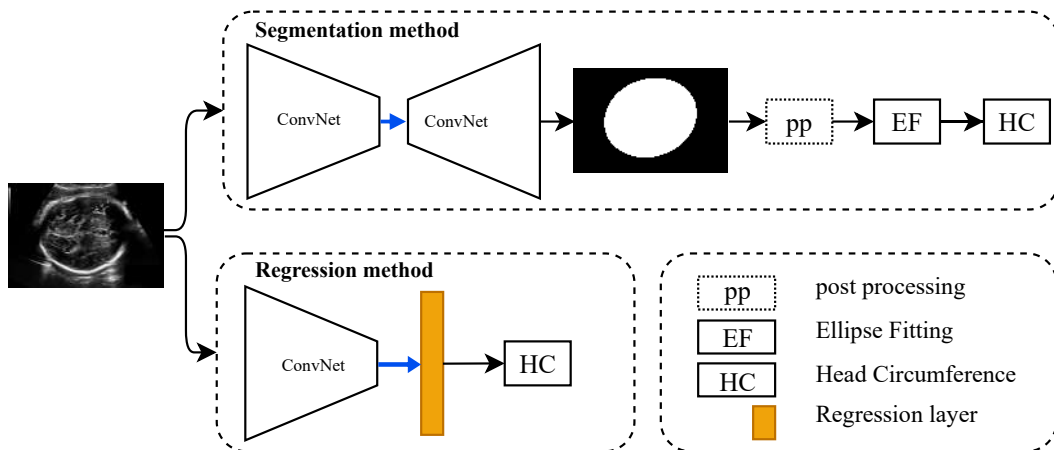 Segmentation method
ConvNet
ConvNet
pp
EF
HC
Regression method
ConvNet
HC
pp post processing
EF Ellipse Fitting
HC Head Circumference
Regression layer